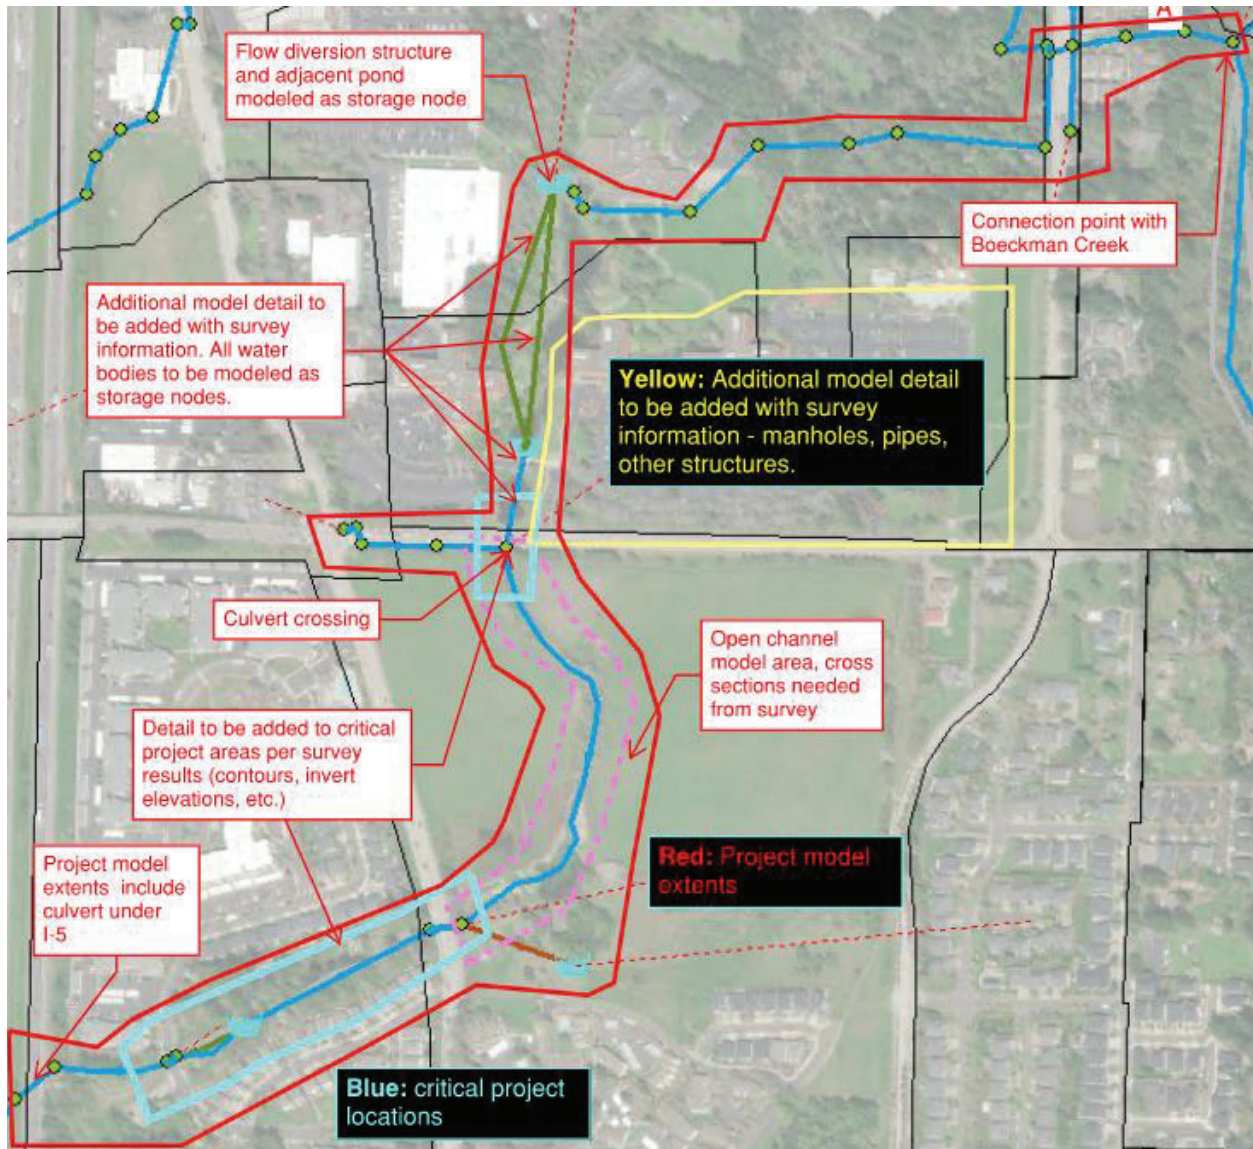 A
Flow diversion structure
and adjacent pond
modeled as storage node
Connection point with
Boeckman Creek
Additional model detail to
be added with survey
information. All water
bodies to be modeled as
storage nodes.
Yellow: Additional model detail
to be added with survey
information - manholes, pipes,
other structures.
Culvert crossing
Open channel
model area, cross
sections needed
from survey
Detail to be added to critical
project areas per survey
results (contours, invert
elevations, etc.)
Red: Project model
extents
Project model
extents include
culvert under
I-5
Blue: critical project
locations